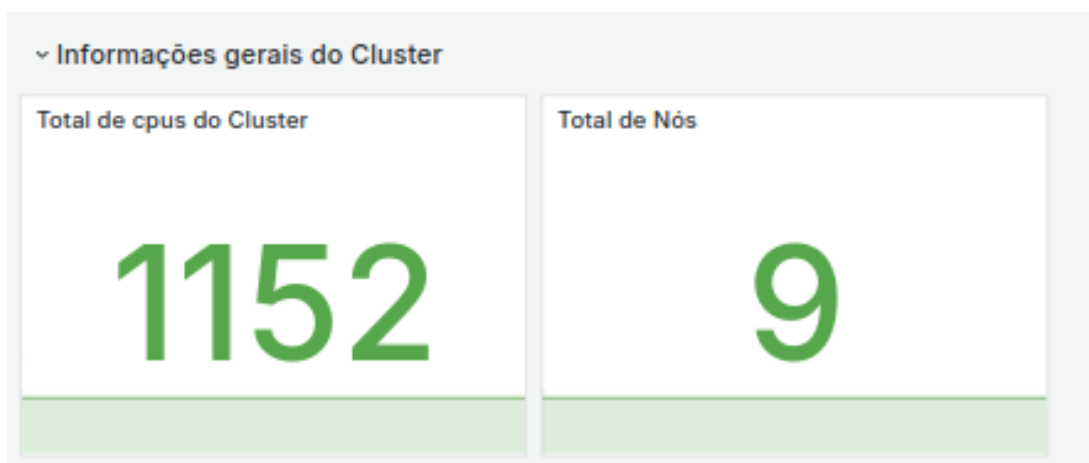 Informações gerais do Cluster
Total de cpus do Cluster
Total de Nós
1152
9